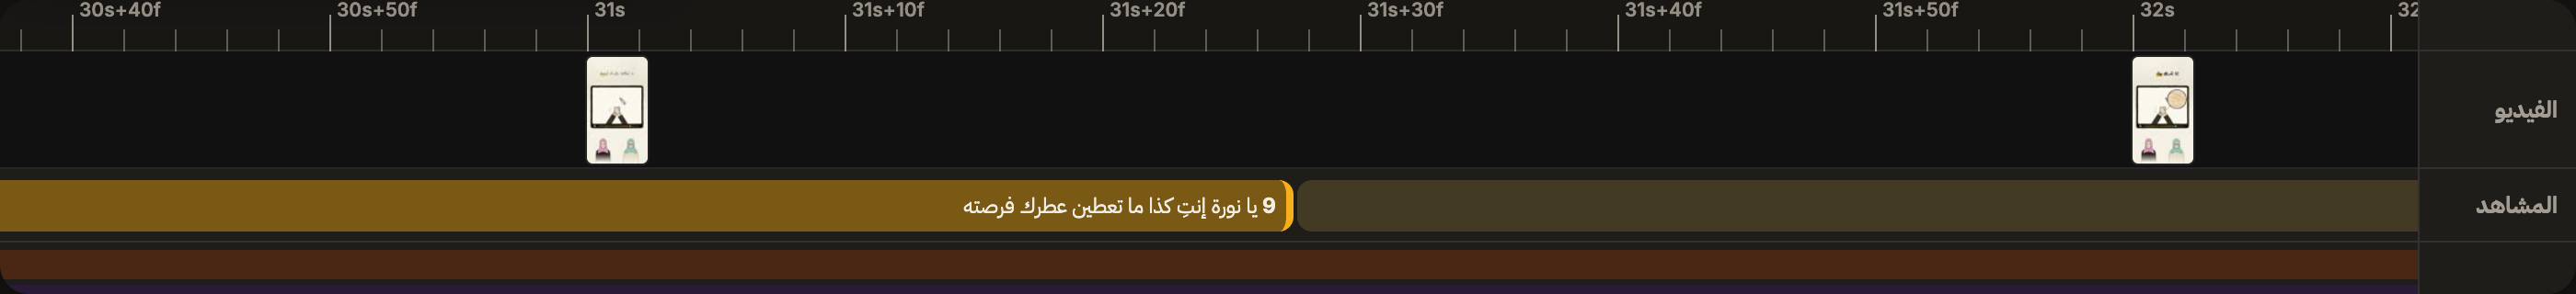 30s+40f 30s+50f 31s 31s+10f 31s+20f 31s+30f 31s+40f 31s+50f 32s
الفيديو
المشاهد
9 يا نورة إنتِ كذا ما تعطين عطرك فرصته